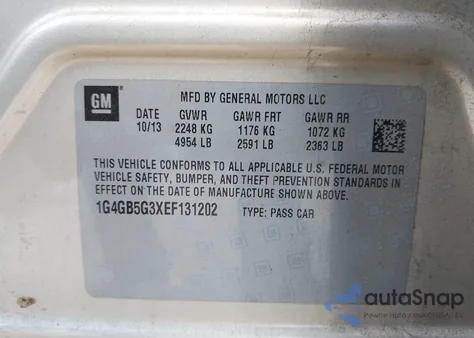 GM
MFD BY GENERAL MOTORS LLC
DATE GVWR GAWR FRT GAWR RR
10/13 2248 KG 1176 KG 1072 KG
4954 LB 2591 LB 2363 LB
THIS VEHICLE CONFORMS TO ALL APPLICABLE U.S. FEDERAL MOTOR
VEHICLE SAFETY, BUMPER, AND THEFT PREVENTION STANDARDS IN
EFFECT ON THE DATE OF MANUFACTURE SHOWN ABOVE.
1G4GB5G3XEF131202 TYPE: PASS CAR
autoSnap